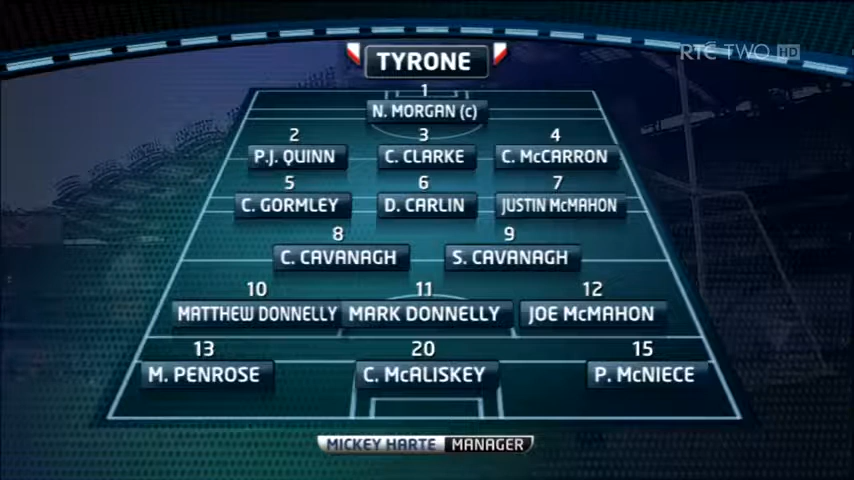 RTÉ TWO HD
TYRONE
1
N. MORGAN (c)
2 3 4
P.J. QUINN C. CLARKE C. McCARRON
5 6 7
C. GORMLEY D. CARLIN JUSTIN McMAHON
8 9
C. CAVANAGH S. CAVANAGH
10 11 12
MATTHEW DONNELLY MARK DONNELLY JOE McMAHON
13 20 15
M. PENROSE C. McALISKEY P. McNIECE
MICKEY HARTE MANAGER